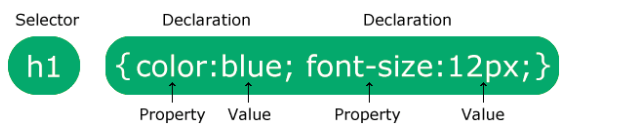 Selector Declaration Declaration
h1 {color:blue; font-size:12px;}
Property Value Property Value